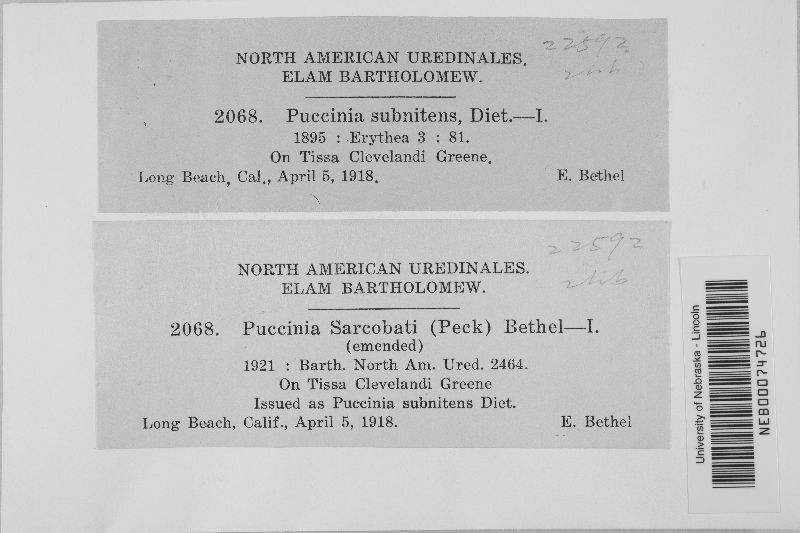 22592
NORTH AMERICAN UREDINALES.
ELAM BARTHOLOMEW.
2068. Puccinia subnitens, Diet.—I.
1895 : Erythea 3 : 81.
On Tissa Clevelandi Greene.
Long Beach, Cal., April 5, 1918. E. Bethel
22592
NORTH AMERICAN UREDINALES.
ELAM BARTHOLOMEW.
2068. Puccinia Sarcobati (Peck) Bethel—I.
(emended)
1921 : Barth. North Am. Ured. 2464.
On Tissa Clevelandi Greene
Issued as Puccinia subnitens Diet.
Long Beach, Calif., April 5, 1918. E. Bethel
University of Nebraska - Lincoln
NEB00074726